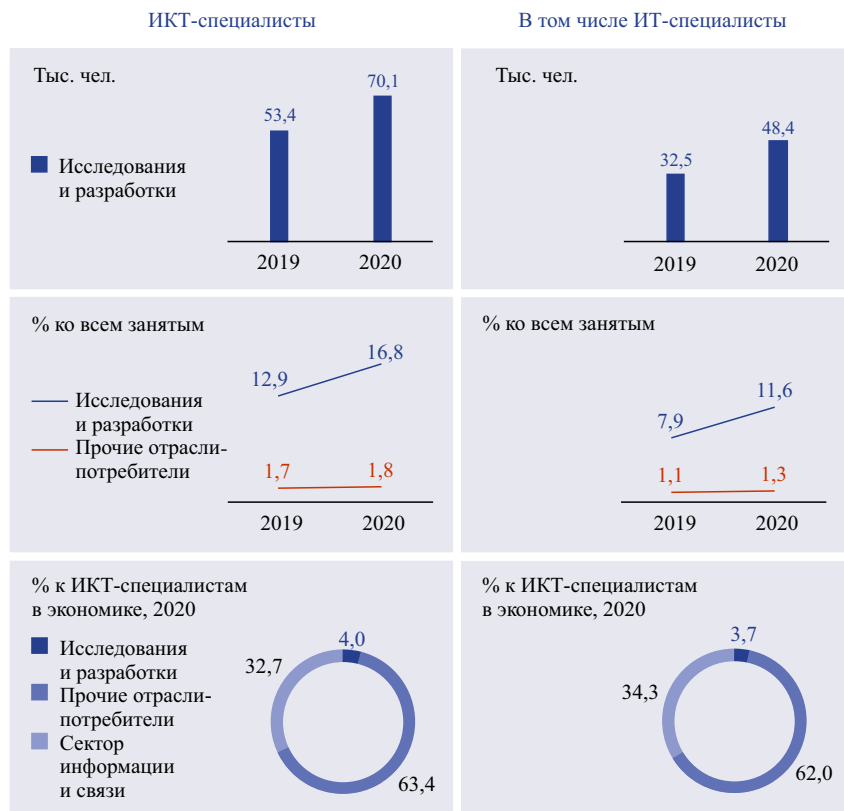 ИКТ-специалисты
В том числе ИТ-специалисты
Тыс. чел.
53,4
70,1
Исследования
и разработки
2019
2020
Тыс. чел.
32,5
48,4
2019
2020
% ко всем занятым
12,9
16,8
Исследования
и разработки
Прочие отрасли-
потребители
1,7
1,8
2019
2020
% ко всем занятым
7,9
11,6
1,1
1,3
2019
2020
% к ИКТ-специалистам
в экономике, 2020
Исследования
и разработки
Прочие отрасли-
потребители
Сектор
информации
и связи
4,0
32,7
63,4
% к ИКТ-специалистам
в экономике, 2020
3,7
34,3
62,0